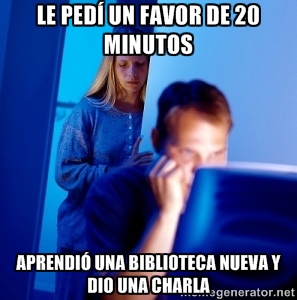 LE PEDÍ UN FAVOR DE 20
MINUTOS
APRENDIÓ UNA BIBLIOTECA NUEVA Y
DIO UNA CHARLA
memegenerator.net